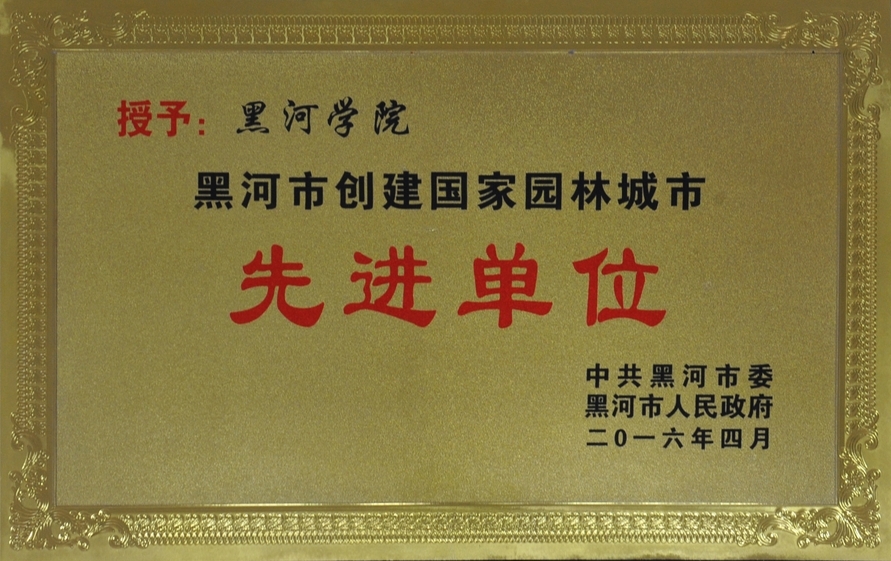 授予：黑河学院
黑河市创建国家园林城市
先进单位
中共黑河市委
黑河市人民政府
二0一六年四月